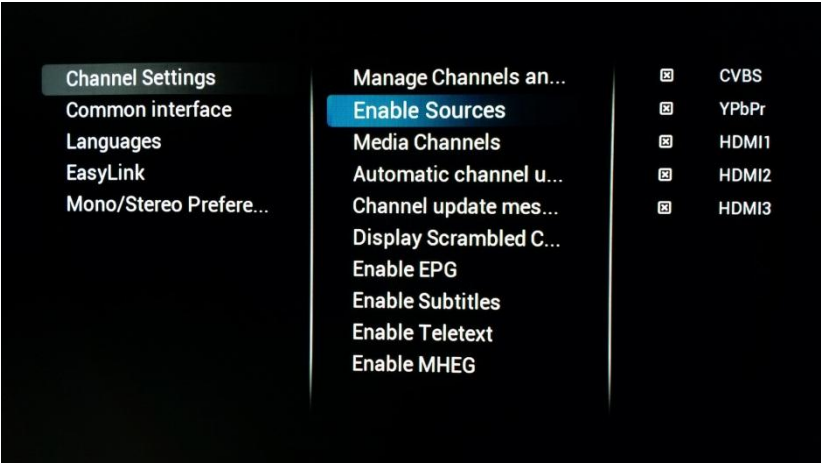 Channel Settings
Common interface
Languages
EasyLink
Mono/Stereo Prefere...
Manage Channels an...
Enable Sources
Media Channels
Automatic channel u...
Channel update mes...
Display Scrambled C...
Enable EPG
Enable Subtitles
Enable Teletext
Enable MHEG
CVBS
YPbPr
HDMI1
HDMI2
HDMI3